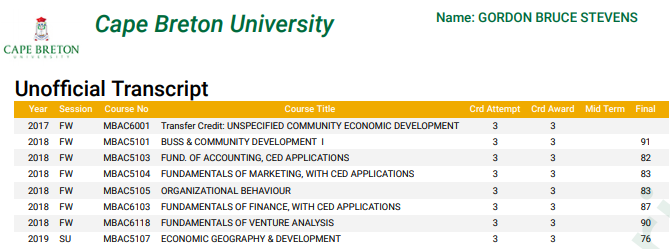 Cape Breton University
Name: GORDON BRUCE STEVENS
CAPE BRETON
UNIVERSITY
Unofficial Transcript
Year Session Course No Course Title Crd Attempt Crd Award Mid Term Final
2017 FW MBAC6001 Transfer Credit: UNSPECIFIED COMMUNITY ECONOMIC DEVELOPMENT 3 3
2018 FW MBAC5101 BUSS & COMMUNITY DEVELOPMENT I 3 3 91
2018 FW MBAC5103 FUND. OF ACCOUNTING, CED APPLICATIONS 3 3 82
2018 FW MBAC5104 FUNDAMENTALS OF MARKETING, WITH CED APPLICATIONS 3 3 83
2018 FW MBAC5105 ORGANIZATIONAL BEHAVIOUR 3 3 83
2018 FW MBAC6103 FUNDAMENTALS OF FINANCE, WITH CED APPLICATIONS 3 3 87
2018 FW MBAC6118 FUNDAMENTALS OF VENTURE ANALYSIS 3 3 90
2019 SU MBAC5107 ECONOMIC GEOGRAPHY & DEVELOPMENT 3 3 76